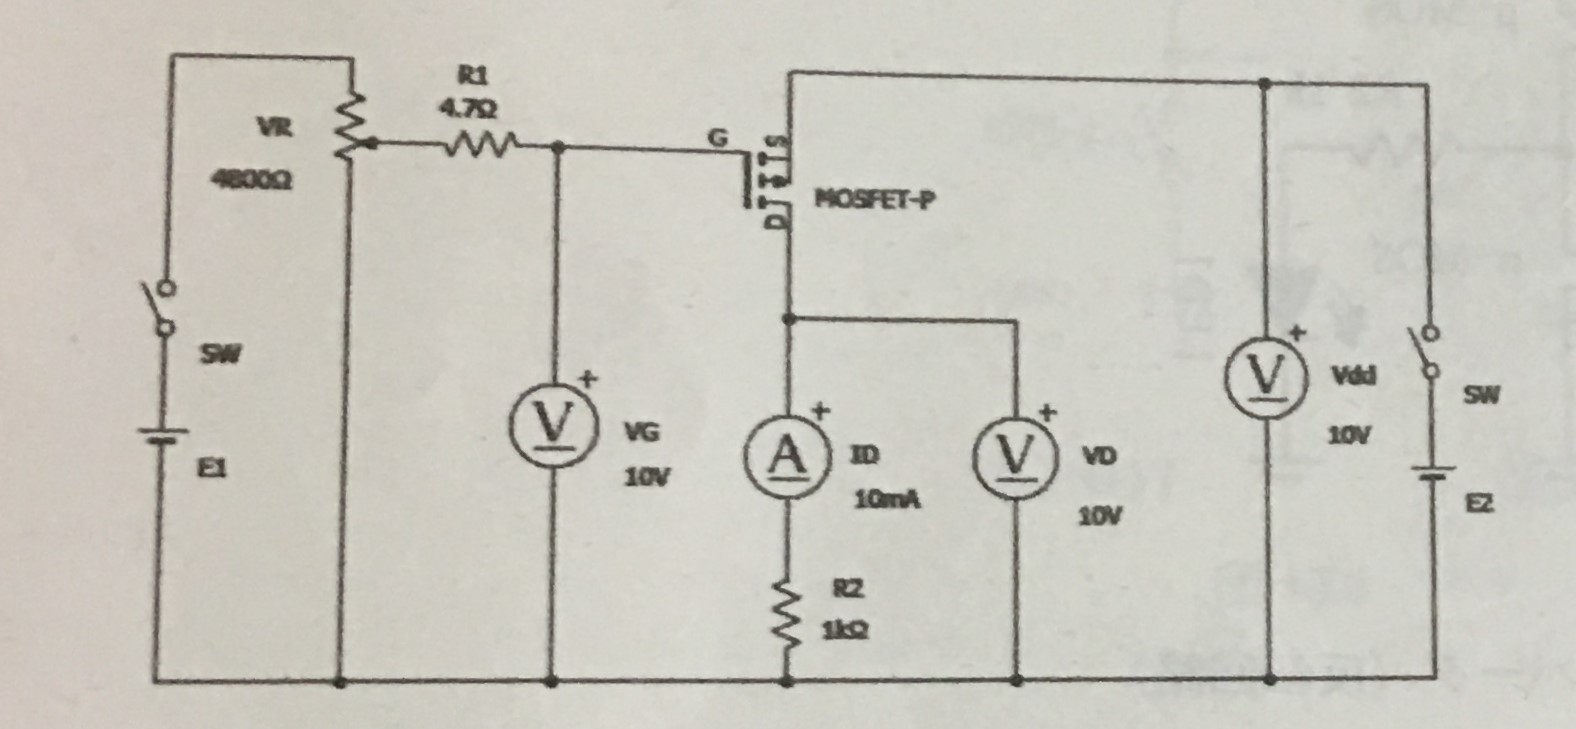 R1
4.7Ω
VR
4800Ω
G
S
D
MOSFET-P
SW
E1
+
V
VG
10V
+
A
ID
10mA
+
V
VD
10V
+
V
Vdd
10V
SW
E2
R2
1kΩ